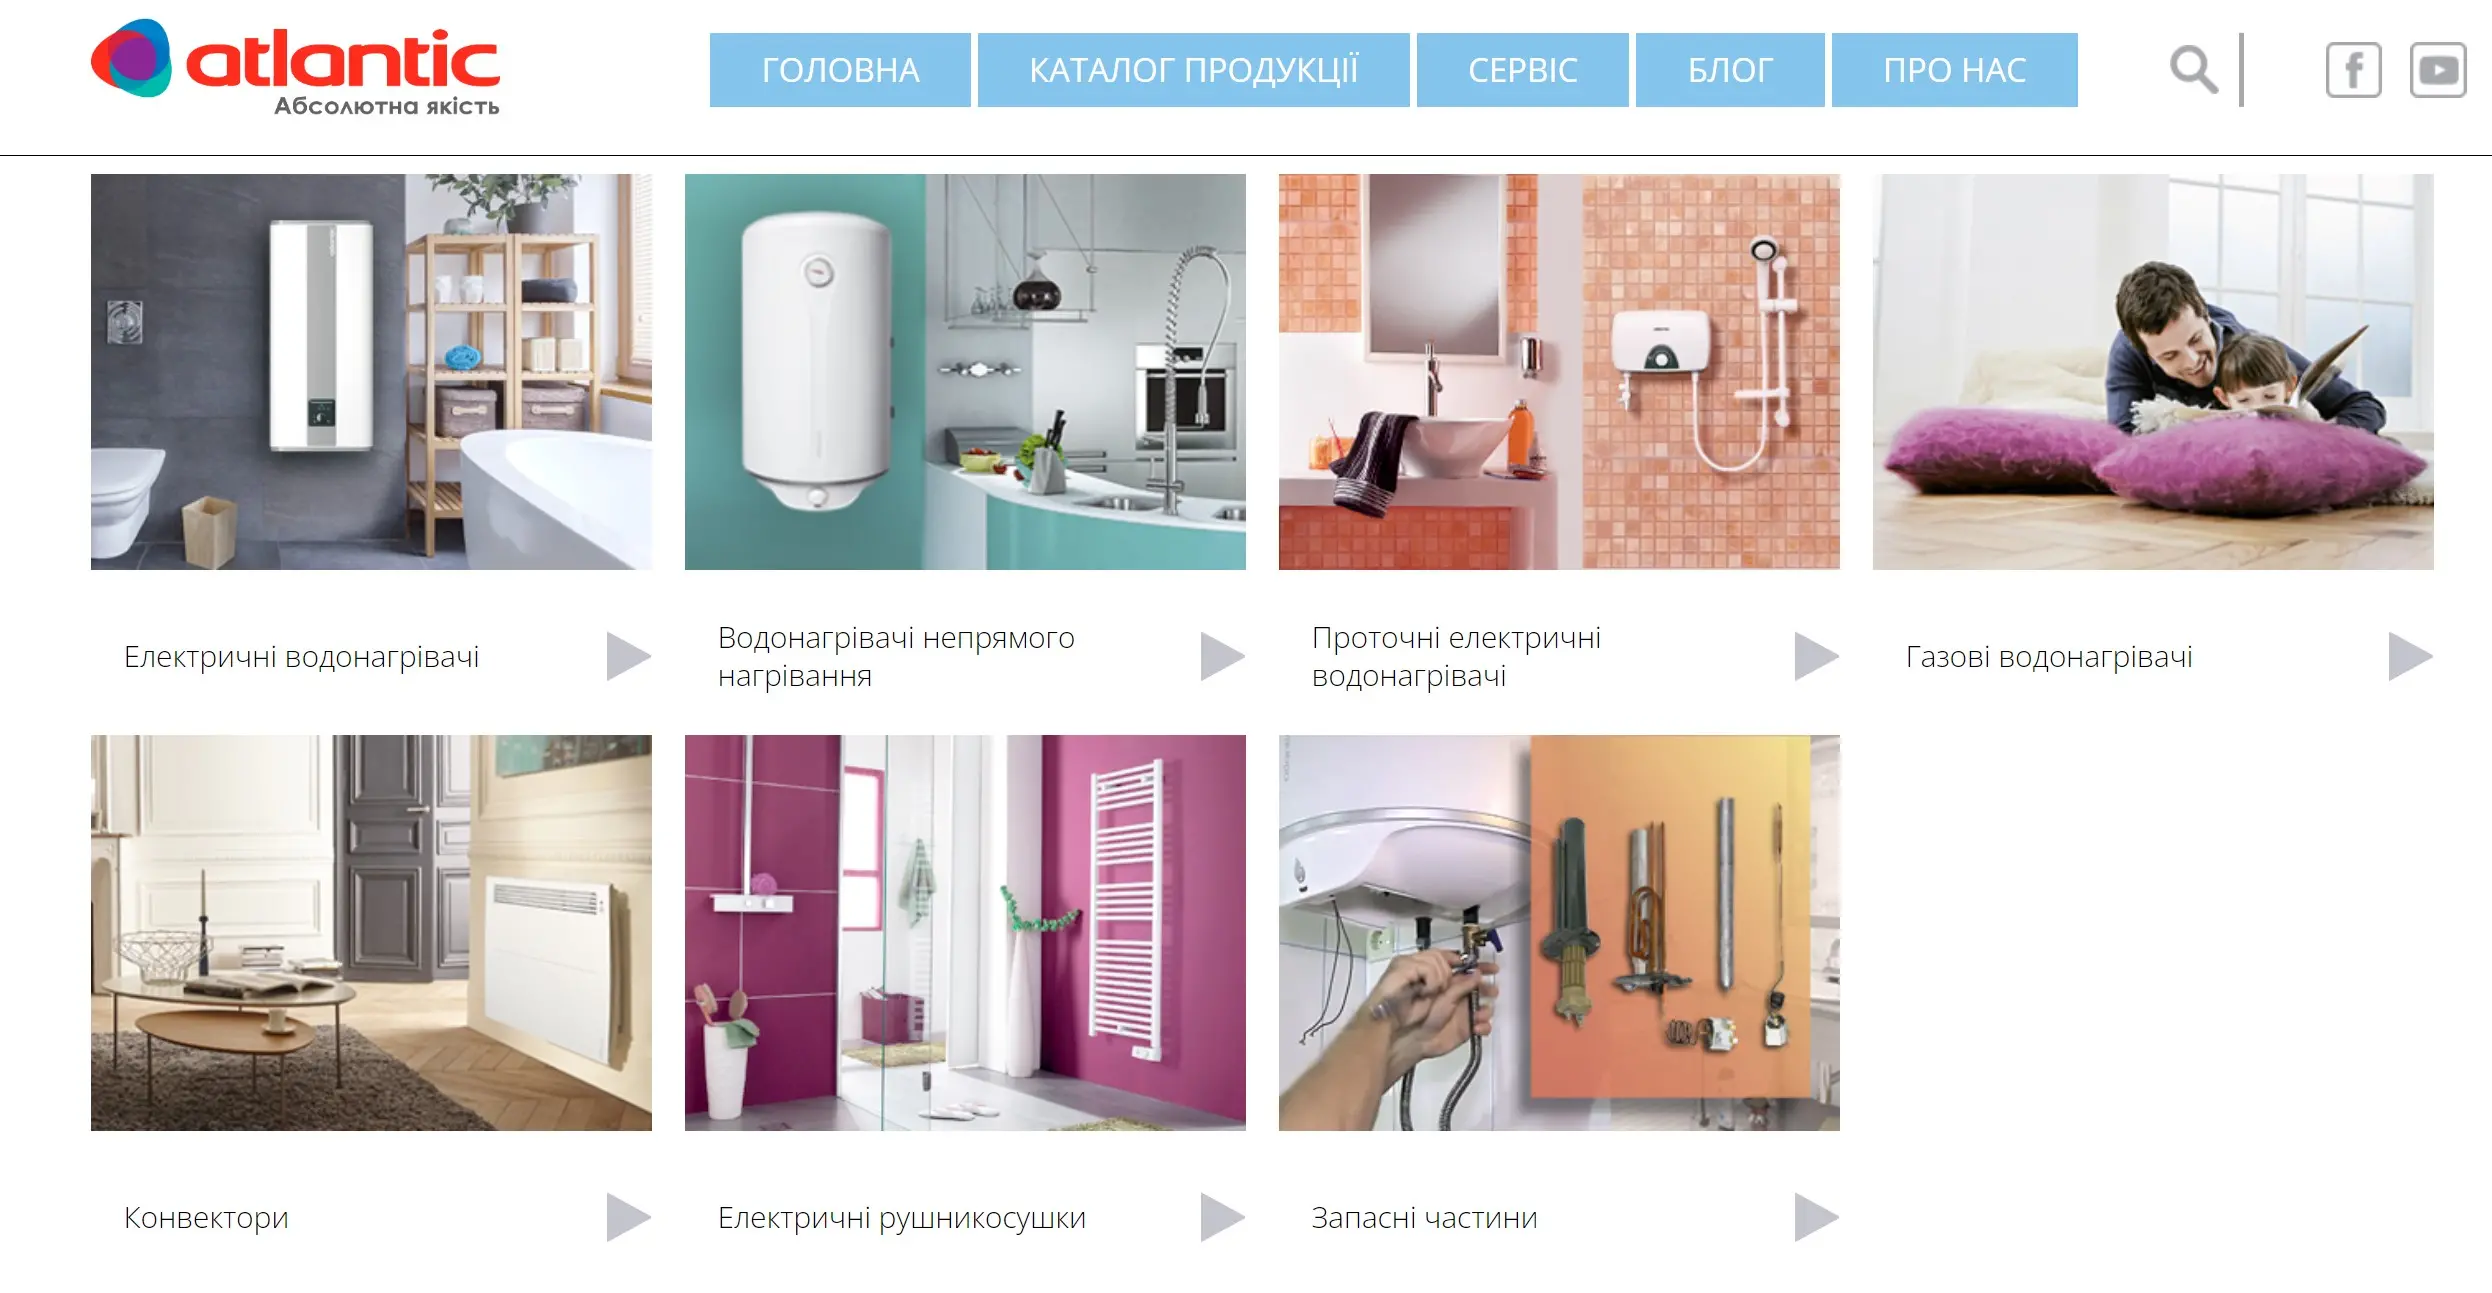 atlantic
Абсолютна якість
ГОЛОВНА
КАТАЛОГ ПРОДУКЦІЇ
СЕРВІС
БЛОГ
ПРО НАС
Електричні водонагрівачі
Водонагрівачі непрямого
нагрівання
Проточні електричні
водонагрівачі
Газові водонагрівачі
Конвектори
Електричні рушникосушки
Запасні частини